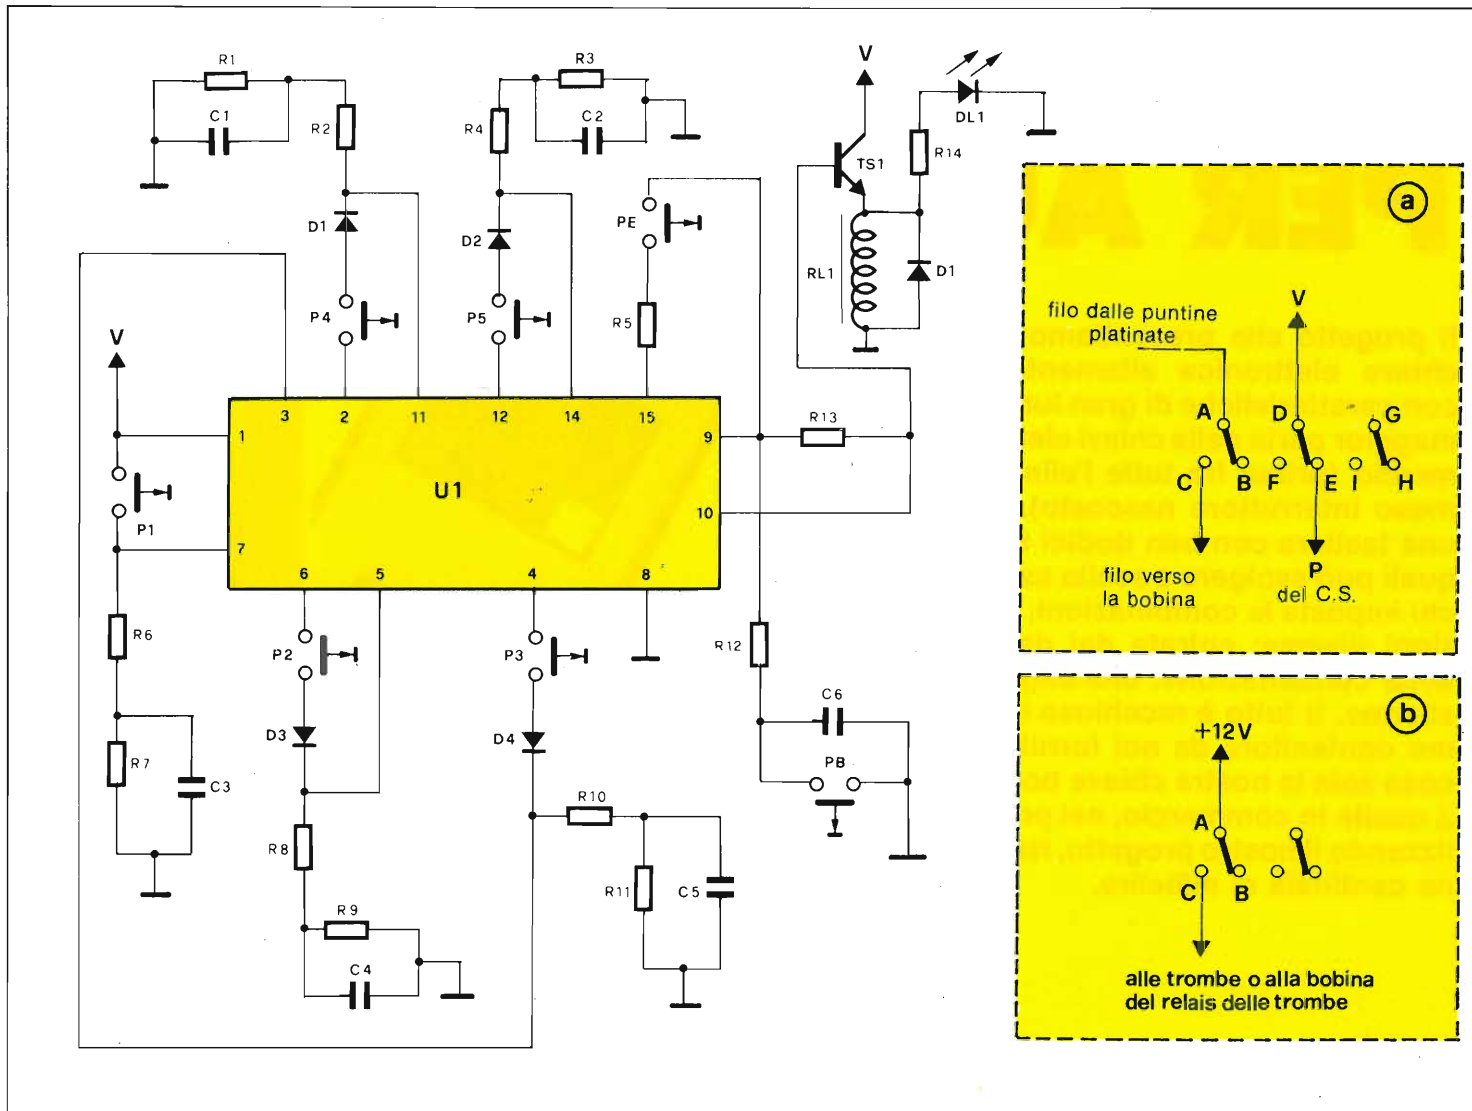 R1
C1
R2
R3
C2
R4
V
TS1
DL1
R14
RL1
D1
D1
P4
D2
P5
PE
R5
V
3
2
11
12
14
15
1
7
U1
9
10
R13
6
5
4
8
P1
R6
R7
C3
P2
D3
R8
R9
C4
P3
D4
R10
R11
C5
R12
C6
PB
a
filo dalle puntine
platinate
V
A
D
G
C
B
F
E
I
H
filo verso
la bobina
P
del C.S.
b
+12V
A
C
B
alle trombe o alla bobina
del relais delle trombe